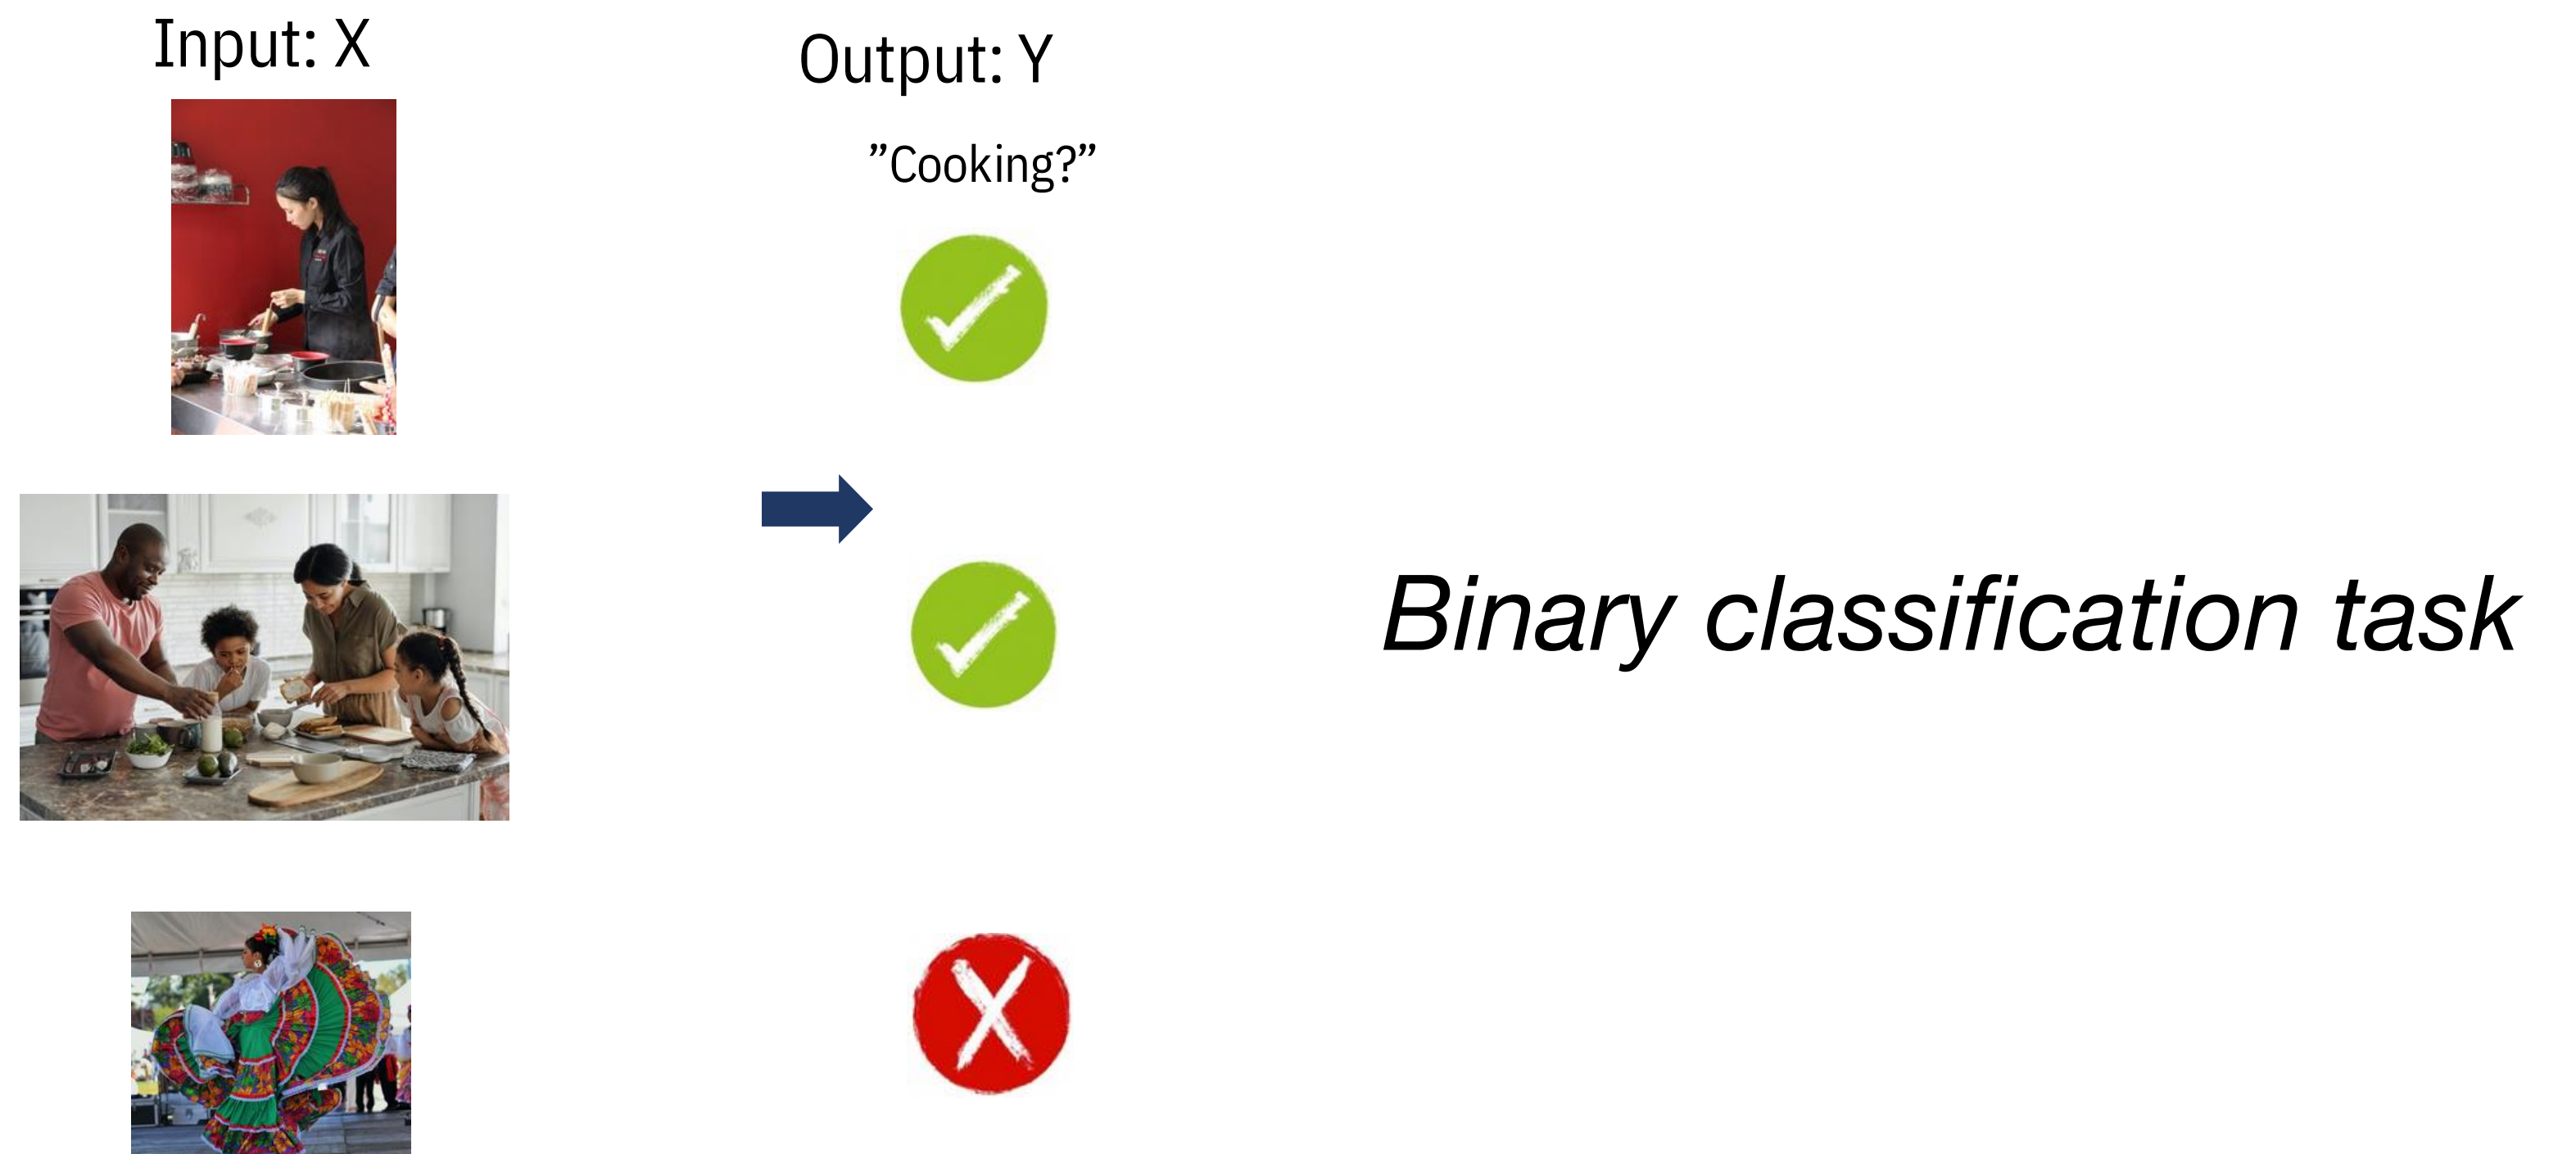 Input: X
Output: Y
”Cooking?”
Binary classification task